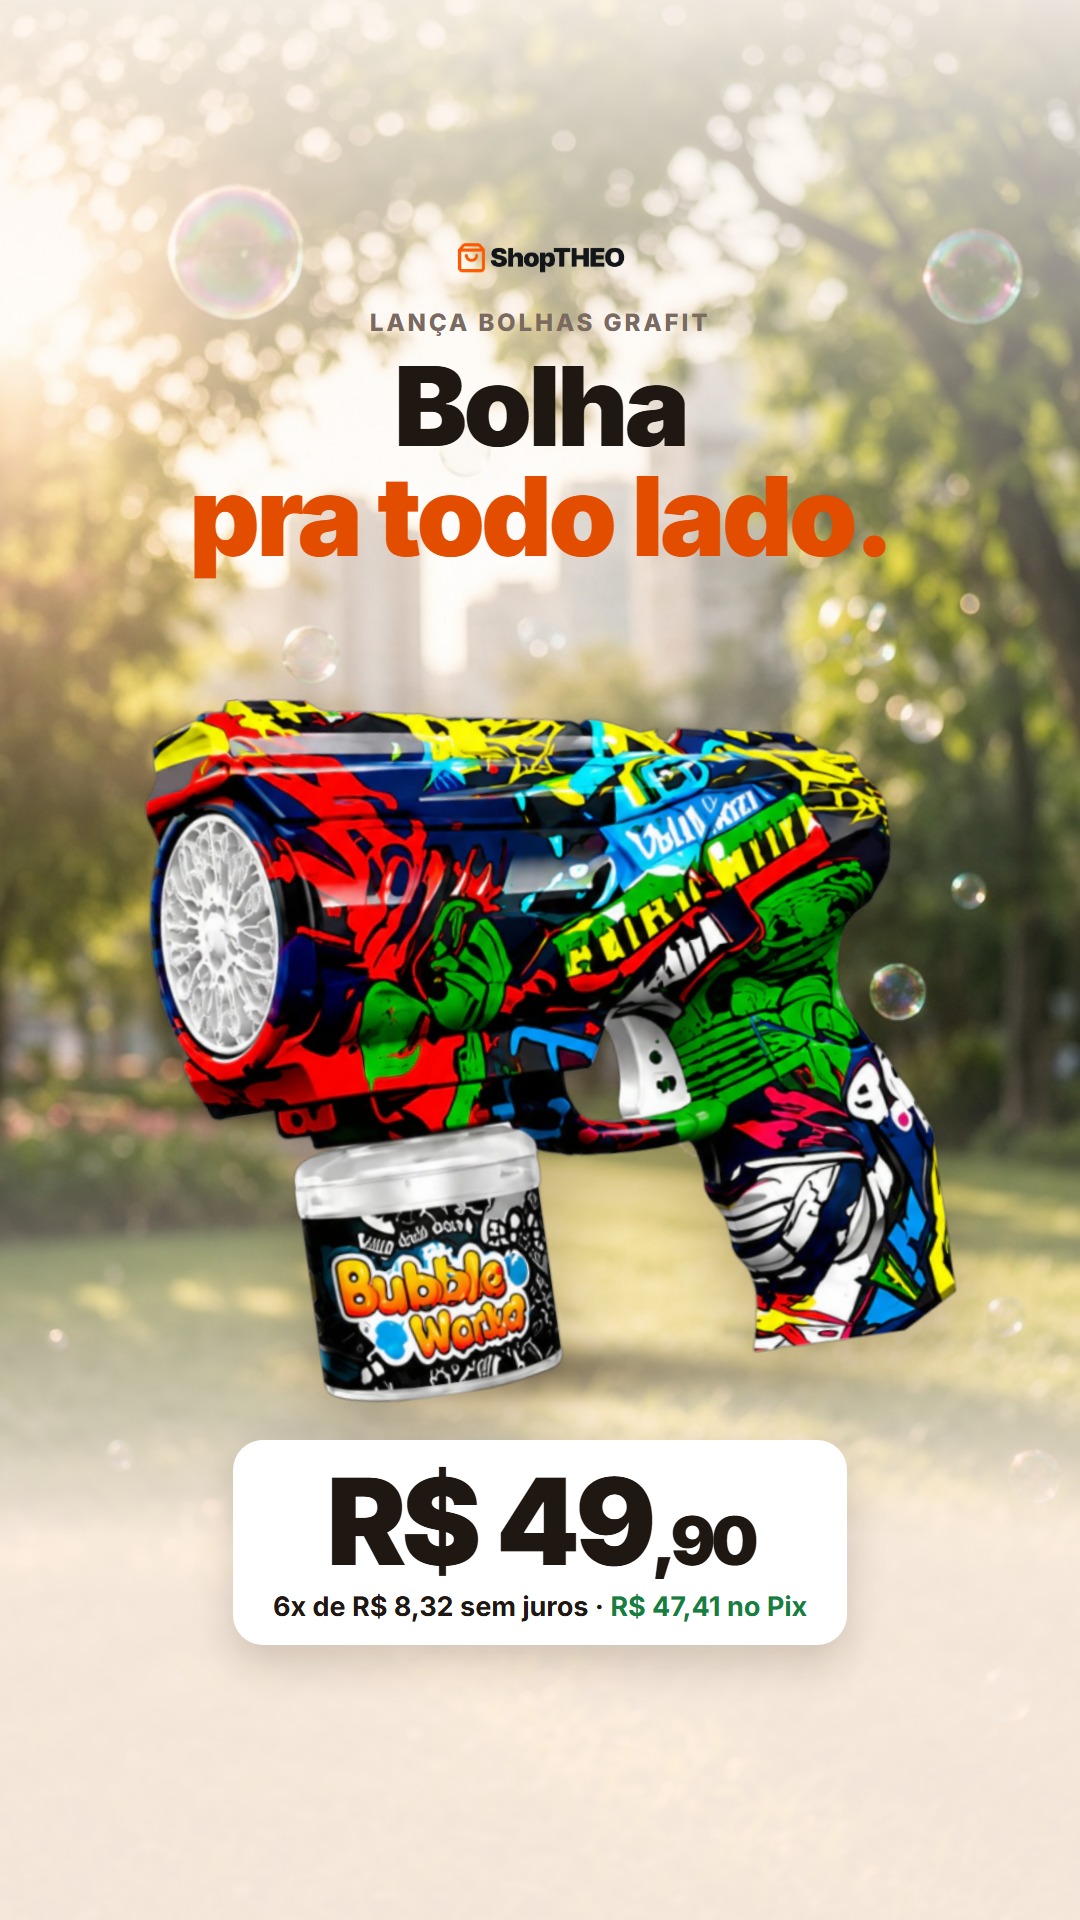 ShopTHEO
LANÇA BOLHAS GRAFIT
Bolha
pra todo lado.
Bubble
R$ 49,90
6x de R$ 8,32 sem juros · R$ 47,41 no Pix